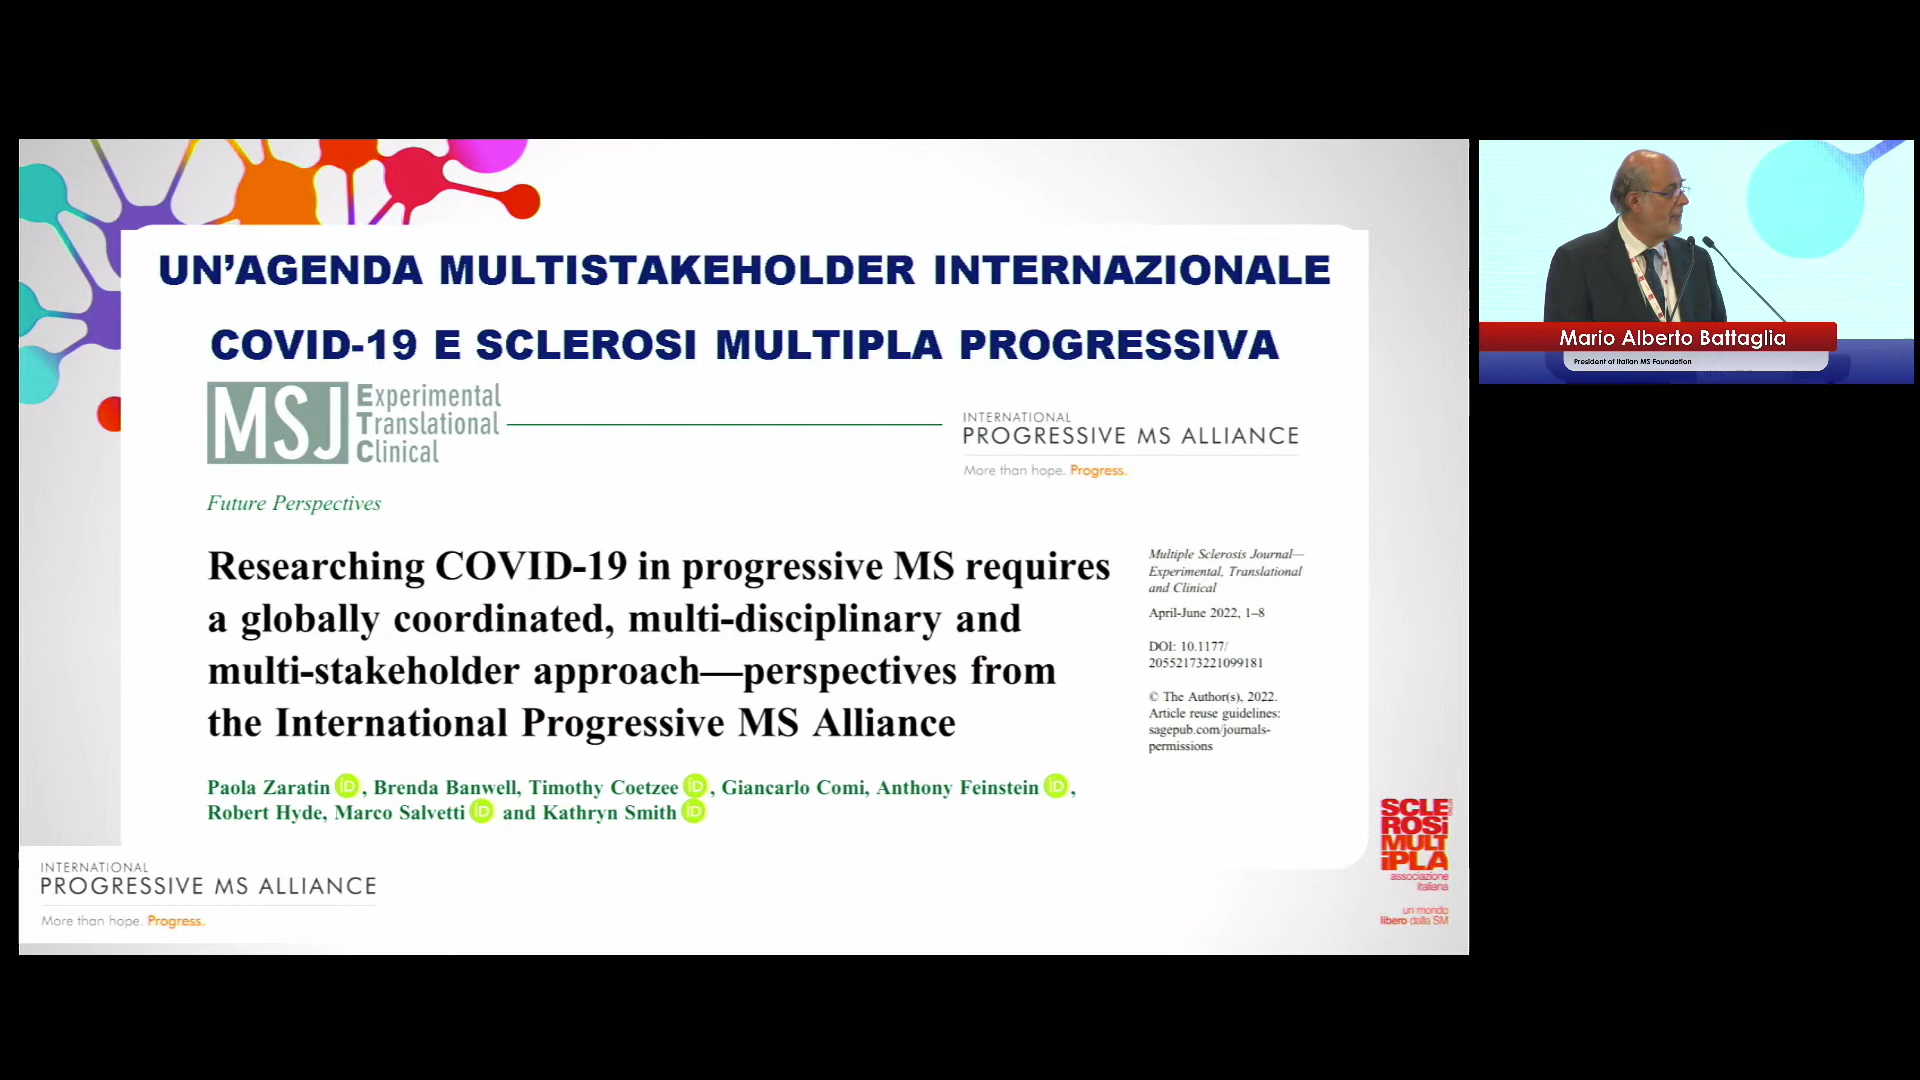 UN'AGENDA MULTISTAKEHOLDER INTERNAZIONALE
COVID-19 E SCLEROSI MULTIPLA PROGRESSIVA
MSJ
Experimental
Translational
Clinical
INTERNATIONAL
PROGRESSIVE MS ALLIANCE
More than hope. Progress.
Future Perspectives
Researching COVID-19 in progressive MS requires
a globally coordinated, multi-disciplinary and
multi-stakeholder approach—perspectives from
the International Progressive MS Alliance
Multiple Sclerosis Journal—
Experimental, Translational
and Clinical
April-June 2022, 1–8
DOI: 10.1177/
20552173221099181
© The Author(s), 2022.
Article reuse guidelines:
sagepub.com/journals-
permissions
Paola Zaratin iD, Brenda Banwell, Timothy Coetzee iD, Giancarlo Comi, Anthony Feinstein iD,
Robert Hyde, Marco Salvetti iD and Kathryn Smith iD
INTERNATIONAL
PROGRESSIVE MS ALLIANCE
More than hope. Progress.
SCLE
ROSi
MULT
iPLA
associazione
italiana
un mondo
libero dalla SM
Mario Alberto Battaglia
President of Italian MS Foundation